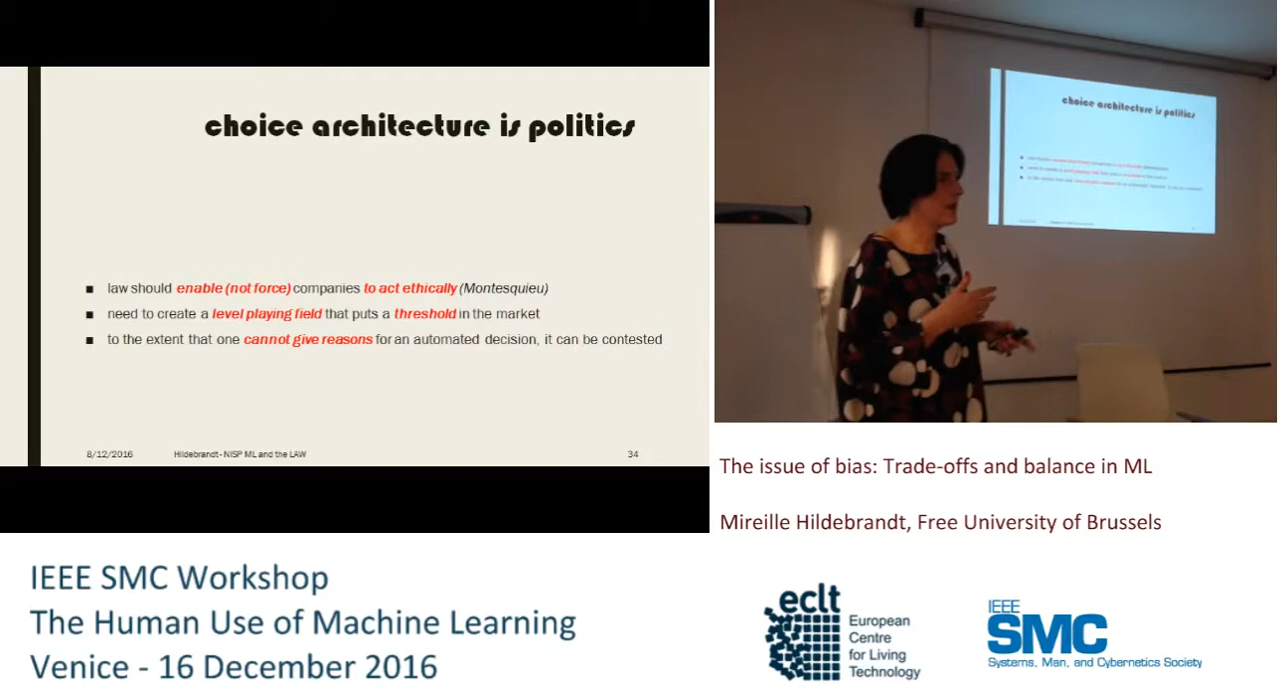 choice architecture is politics
■ law should enable (not force) companies to act ethically (Montesquieu)
■ need to create a level playing field that puts a threshold in the market
■ to the extent that one cannot give reasons for an automated decision, it can be contested
8/12/2016 Hildebrandt - NISP ML and the LAW 34
choice architecture is politics
The issue of bias: Trade-offs and balance in ML
Mireille Hildebrandt, Free University of Brussels
IEEE SMC Workshop
The Human Use of Machine Learning
Venice - 16 December 2016
eclt
European
Centre
for Living
Technology
IEEE
SMC
Systems, Man, and Cybernetics Society